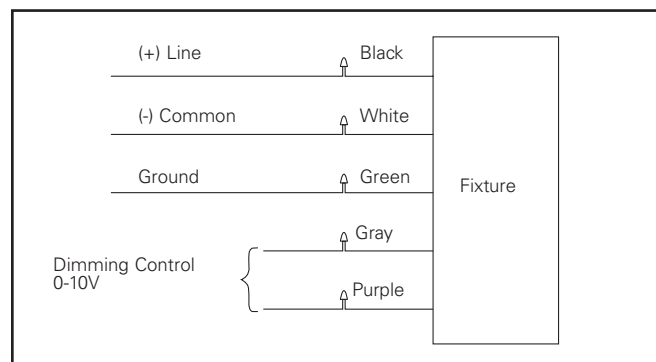 (+) Line Black
(-) Common White
Ground Green
Fixture
Gray
Dimming Control
0-10V
Purple